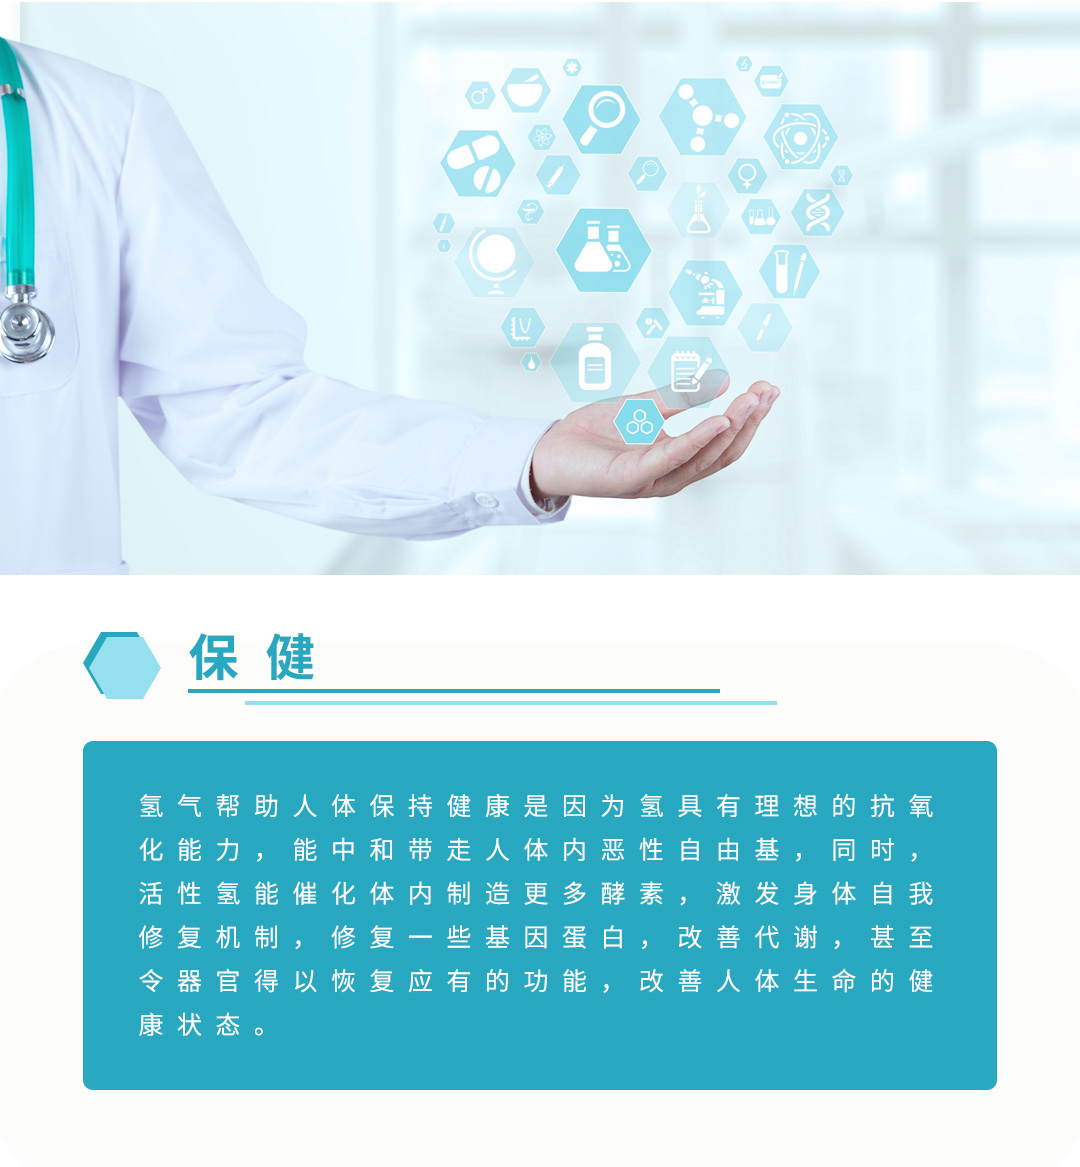 保健
氢气帮助人体保持健康是因为氢具有理想的抗氧
化能力，能中和带走人体内恶性自由基，同时，
活性氢能催化体内制造更多酵素，激发身体自我
修复机制，修复一些基因蛋白，改善代谢，甚至
令器官得以恢复应有的功能，改善人体生命的健
康状态。